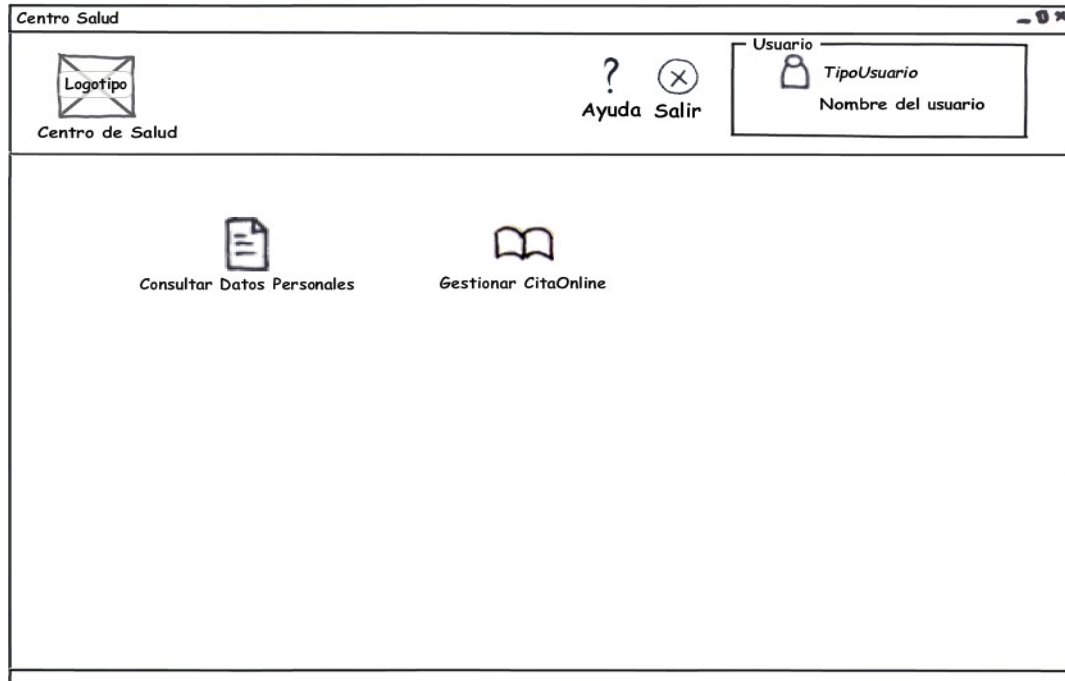 Centro Salud
Logotipo
Centro de Salud
?
Ayuda
Salir
Usuario
TipoUsuario
Nombre del usuario
Consultar Datos Personales
Gestionar CitaOnline